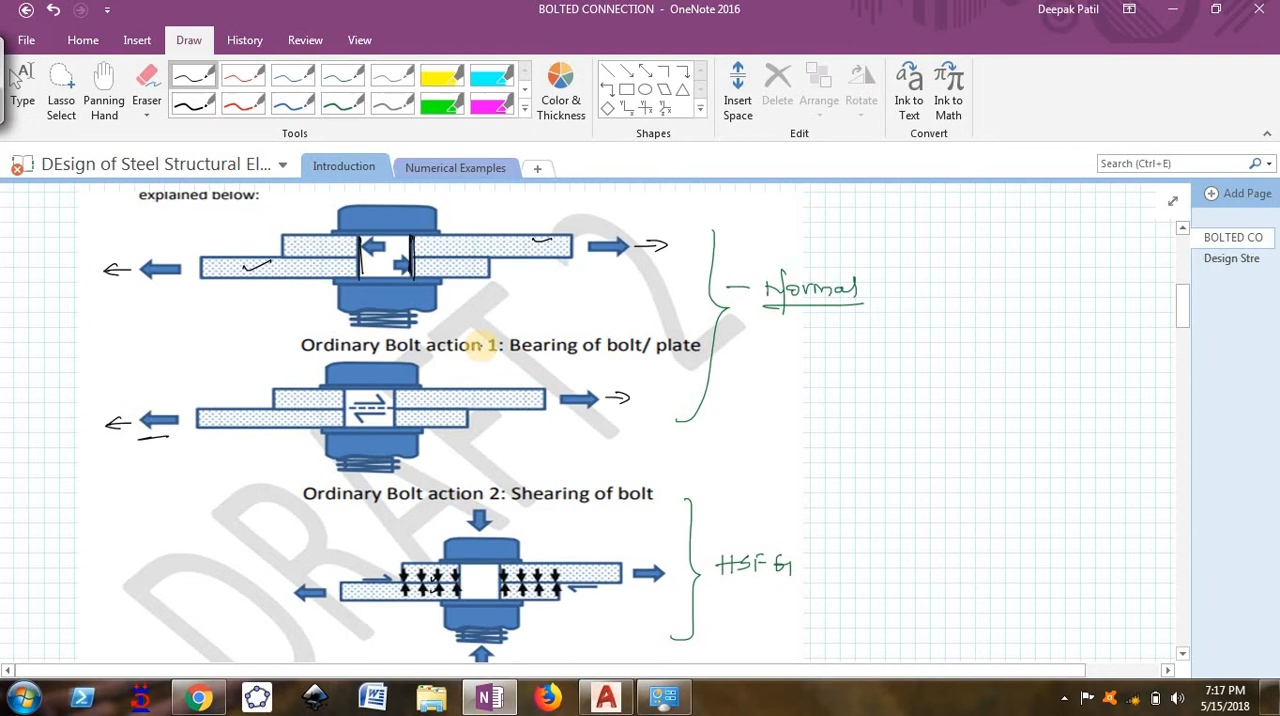 BOLTED CONNECTION - OneNote 2016
Deepak Patil
File Home Insert Draw History Review View
Type
Lasso Select
Panning Hand
Eraser
Color & Thickness
Insert Space
Delete
Arrange
Rotate
Ink to Text
Ink to Math
Tools
Shapes
Edit
Convert
DEsign of Steel Structural El...
Introduction
Numerical Examples
Search (Ctrl+E)
Add Page
BOLTED CO
Design Stre
explained below:
Normal
Ordinary Bolt action 1: Bearing of bolt/ plate
Ordinary Bolt action 2: Shearing of bolt
HSFG
DRAFT 2
7:17 PM
5/15/2018